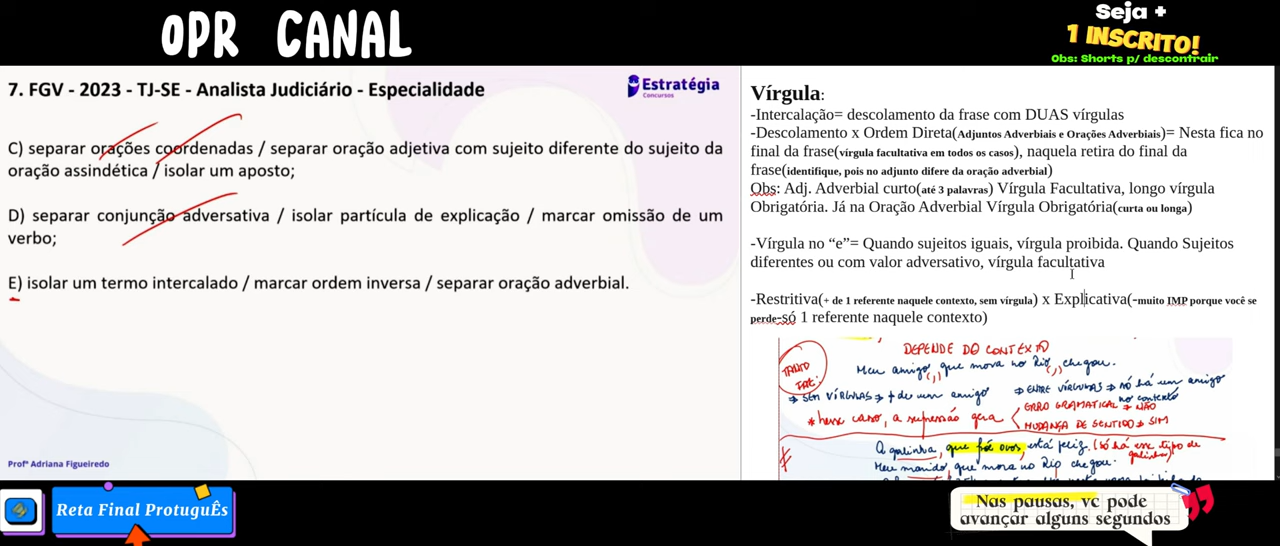 OPR CANAL
Seja +
1 INSCRITO!
Obs: Shorts p/ descontrair
7. FGV - 2023 - TJ-SE - Analista Judiciário - Especialidade
Estratégia
Concursos
C) separar orações coordenadas / separar oração adjetiva com sujeito diferente do sujeito da
oração assindética / isolar um aposto;
D) separar conjunção adversativa / isolar partícula de explicação / marcar omissão de um
verbo;
E) isolar um termo intercalado / marcar ordem inversa / separar oração adverbial.
Profª Adriana Figueiredo
Vírgula:
-Intercalação= descolamento da frase com DUAS vírgulas
-Descolamento x Ordem Direta(Adjuntos Adverbiais e Orações Adverbiais)= Nesta fica no
final da frase(vírgula facultativa em todos os casos), naquela retira do final da
frase(identifique, pois no adjunto difere da oração adverbial)
Obs: Adj. Adverbial curto(até 3 palavras) Vírgula Facultativa, longo vírgula
Obrigatória. Já na Oração Adverbial Vírgula Obrigatória(curta ou longa)
-Vírgula no “e”= Quando sujeitos iguais, vírgula proibida. Quando Sujeitos
diferentes ou com valor adversativo, vírgula facultativa
-Restritiva(+ de 1 referente naquele contexto, sem vírgula) x Explicativa(-muito IMP porque você se
perde-só 1 referente naquele contexto)
DEPENDE DO CONTEXTO
TANTO
Meu amigo, que mora no Rio, chegou.
(,) (,)
⇒ SEM VÍRGULAS ⇒ + de um amigo
⇒ ENTRE VÍRGULAS ⇒ só há um amigo
no contexto
* nesse caso, a supressão gera
ERRO GRAMATICAL ⇒ NÃO
MUDANÇA DE SENTIDO ⇒ SIM
A galinha, que põe ovos, está feliz. (só há esse tipo de
galinha)
Meu marido, que mora no Rio chegou.
Reta Final ProtuguÊs
Nas pausas, vc pode
avançar alguns segundos